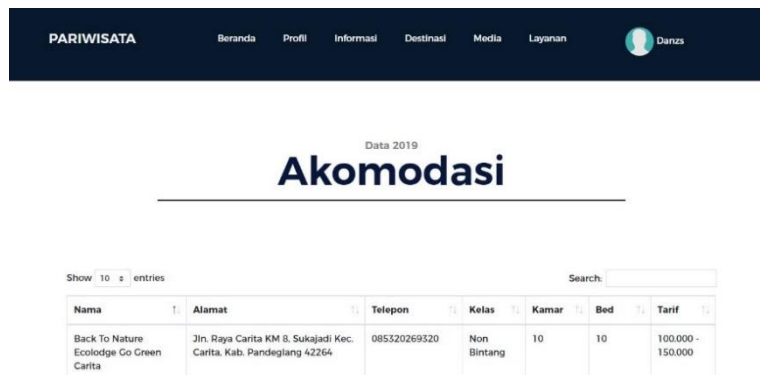 PARIWISATA Beranda Profil Informasi Destinasi Media Layanan Danzs
Data 2019
Akomodasi
Show 10 entries Search:
Nama Alamat Telepon Kelas Kamar Bed Tarif
Back To Nature Jln. Raya Carita KM 8, Sukajadi Kec. 085320269320 Non 10 10 100.000 -
Ecolodge Go Green Carita, Kab. Pandeglang 42264 Bintang 150.000
Carita